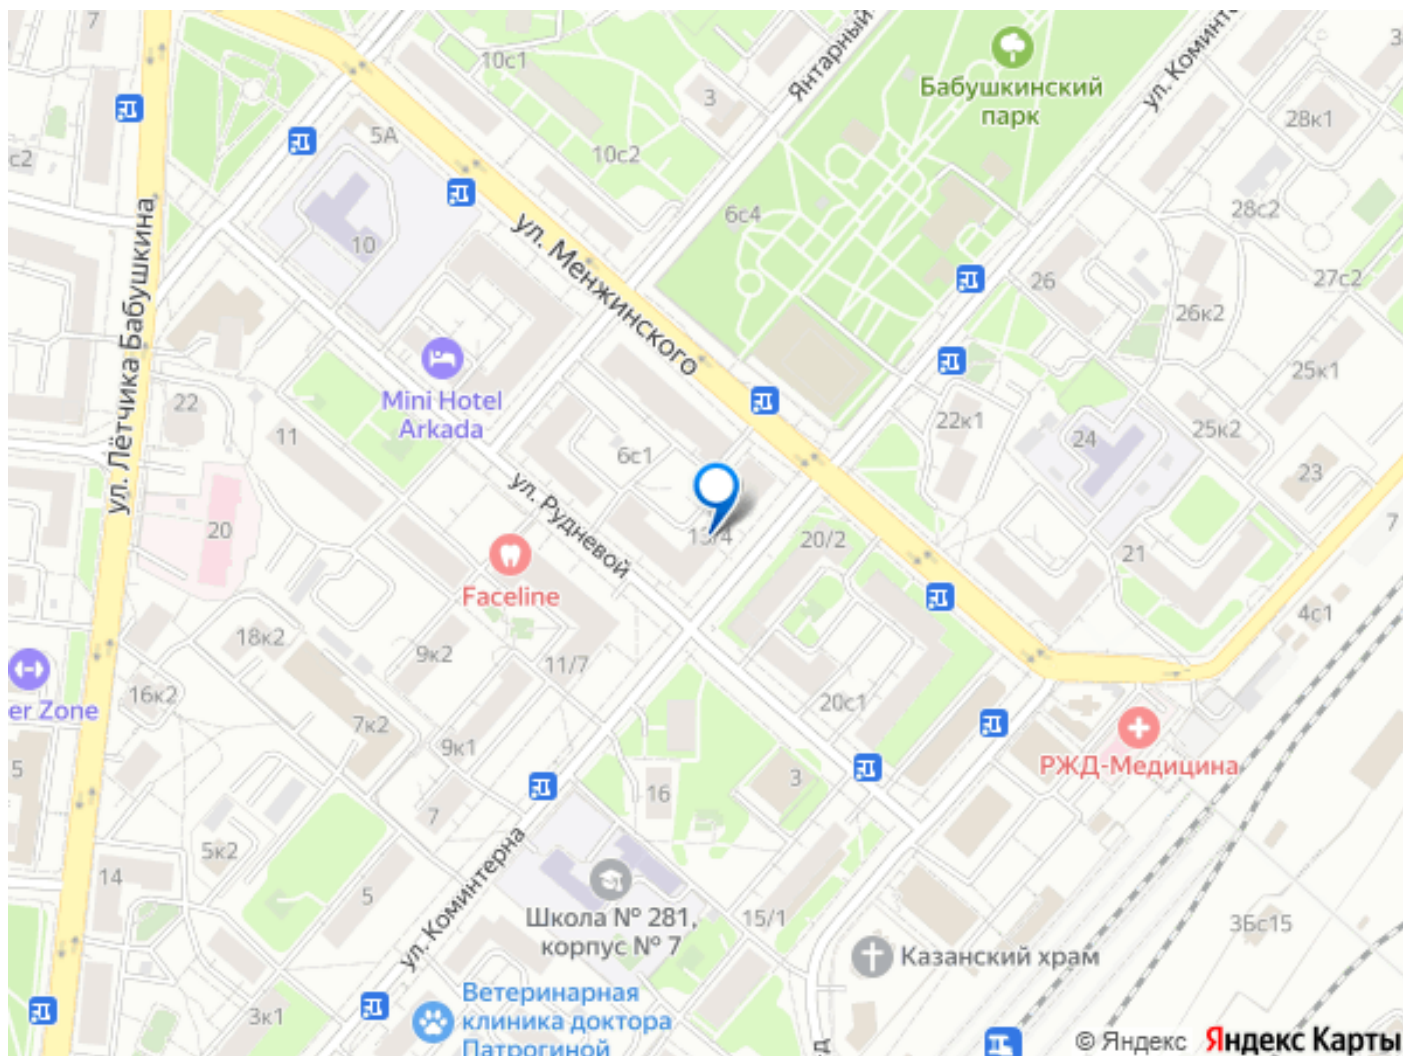 7
10с1
Янтарный
ул. Коминте
3
Бабушкинский
парк
3
28к1
5А
10с2
с2
6с4
28с2
10
ул. Менжинского
26
27с2
26к2
ул. Лётчика Бабушкина
Mini Hotel
Arkada
25к1
22
22к1
11
24
25к2
6с1
23
ул. Рудневой
20
13/4
20/2
7
21
Faceline
4с1
18к2
9к2
11/7
16к2
er Zone
20с1
7к2
9к1
РЖД-Медицина
5
16
3
7
5к2
14
5
ул. Коминтерна
Школа № 281,
корпус № 7
15/1
3Бс15
Казанский храм
Ветеринарная
клиника доктора
Патрогиной
3к1
© Яндекс Яндекс Карты